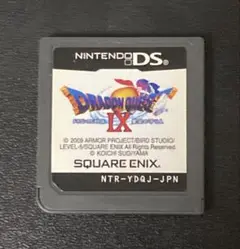 NINTENDO DS
DRAGON QUEST
IX
© 2009 ARMOR PROJECT/BIRD STUDIO/
LEVEL-5/SQUARE ENIX All Rights Reserved.
© KOICHI SUGIYAMA
SQUARE ENIX
NTR-YDQJ-JPN